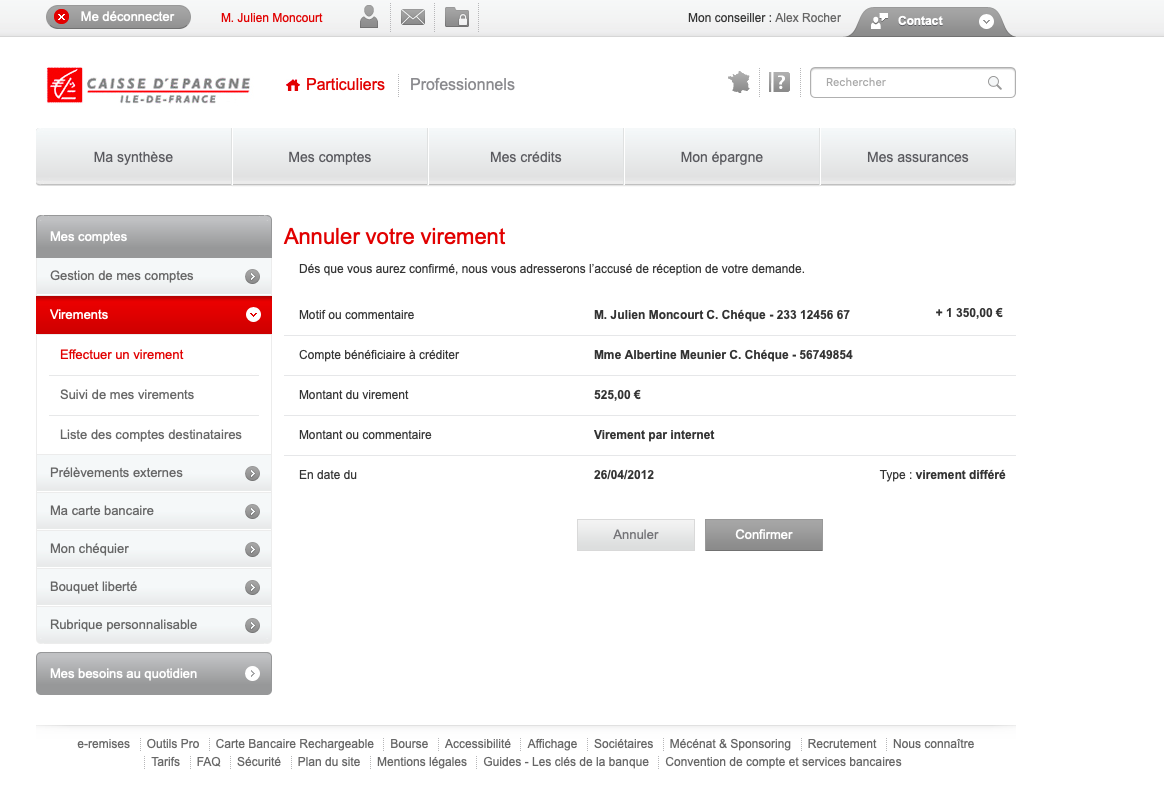 Me déconnecter
M. Julien Moncourt
Mon conseiller : Alex Rocher
Contact
CAISSE D'EPARGNE
ILE-DE-FRANCE
Particuliers
Professionnels
?
Rechercher
Ma synthèse
Mes comptes
Mes crédits
Mon épargne
Mes assurances
Mes comptes
Gestion de mes comptes
Virements
Effectuer un virement
Suivi de mes virements
Liste des comptes destinataires
Prélèvements externes
Ma carte bancaire
Mon chéquier
Bouquet liberté
Rubrique personnalisable
Mes besoins au quotidien
Annuler votre virement
Dés que vous aurez confirmé, nous vous adresserons l'accusé de réception de votre demande.
Motif ou commentaire M. Julien Moncourt C. Chéque - 233 12456 67 + 1 350,00 €
Compte bénéficiaire à créditer Mme Albertine Meunier C. Chéque - 56749854
Montant du virement 525,00 €
Montant ou commentaire Virement par internet
En date du 26/04/2012 Type : virement différé
Annuler
Confirmer
e-remises Outils Pro Carte Bancaire Rechargeable Bourse Accessibilité Affichage Sociétaires Mécénat & Sponsoring Recrutement Nous connaître
Tarifs FAQ Sécurité Plan du site Mentions légales Guides - Les clés de la banque Convention de compte et services bancaires